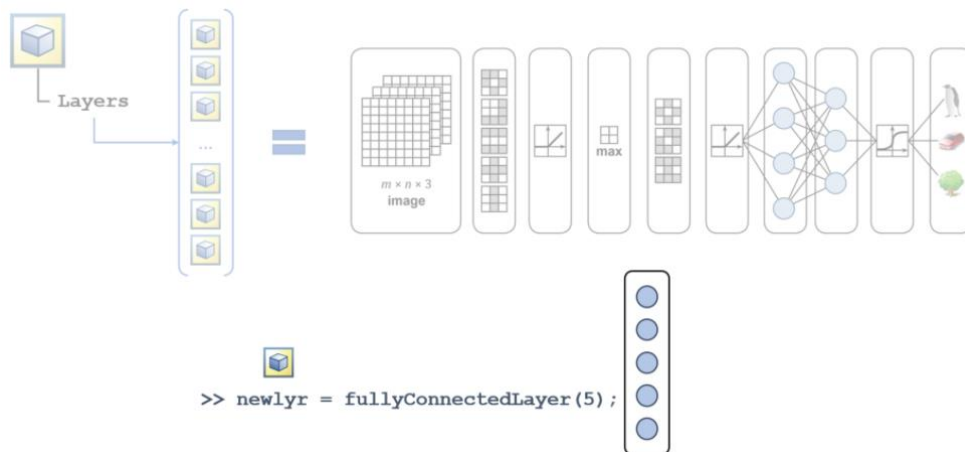 Layers
...
m × n × 3
image
max
>> newlyr = fullyConnectedLayer(5);